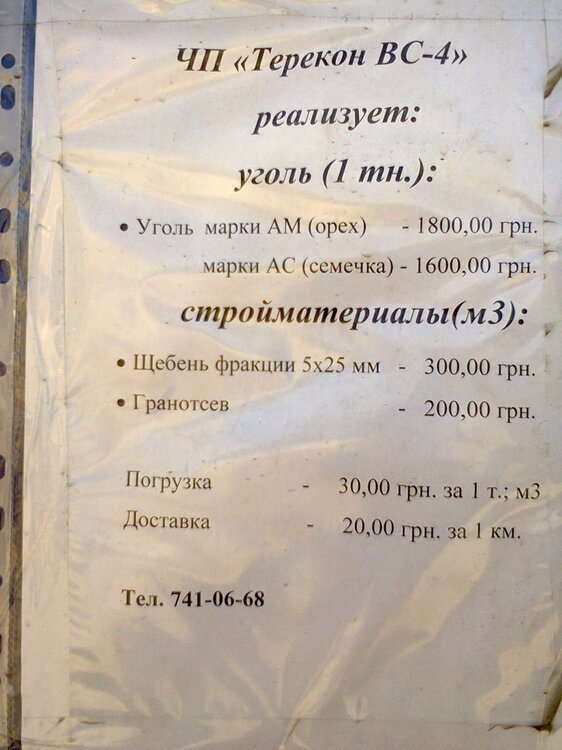 ЧП «Терекон ВС-4»
реализует:
уголь (1 тн.):
• Уголь марки АМ (орех) - 1800,00 грн.
марки АС (семечка) - 1600,00 грн.
стройматериалы(м3):
• Щебень фракции 5х25 мм - 300,00 грн.
• Гранотсев - 200,00 грн.
Погрузка - 30,00 грн. за 1 т.; м3
Доставка - 20,00 грн. за 1 км.
Тел. 741-06-68